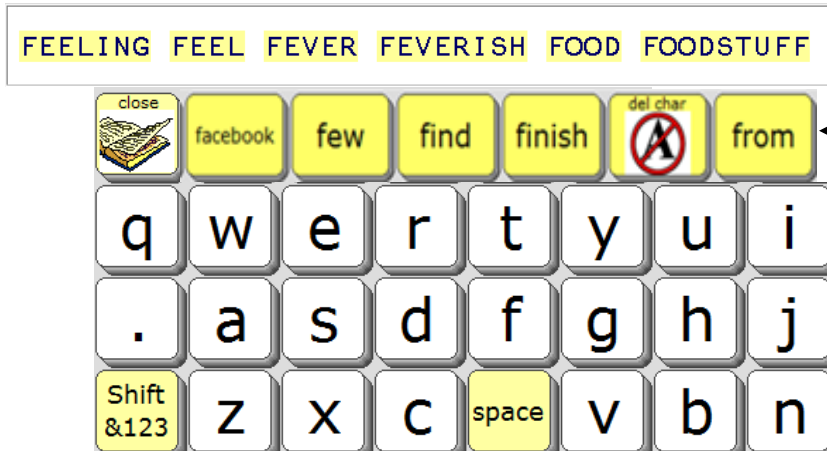 FEELING FEEL FEVER FEVERISH FOOD FOODSTUFF
close facebook few find finish del char A from
q w e r t y u i
. a s d f g h j
Shift &123 z x c space v b n